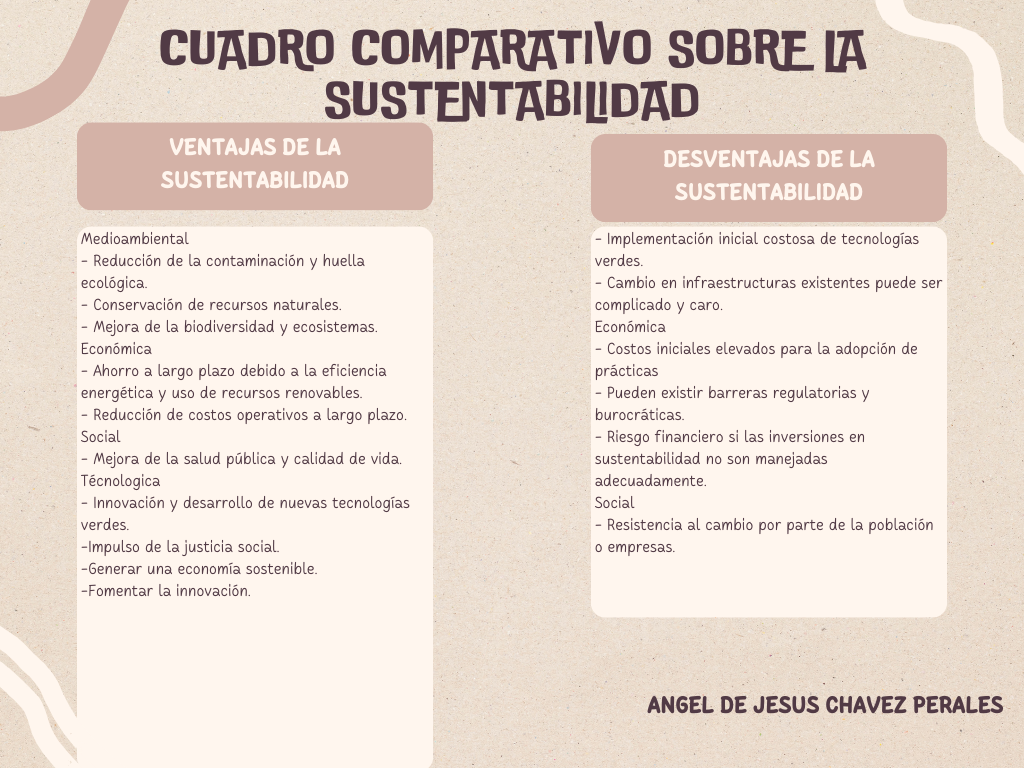 CUADRO COMPARATIVO SOBRE LA
SUSTENTABILIDAD
VENTAJAS DE LA
SUSTENTABILIDAD
Medioambiental
- Reducción de la contaminación y huella
ecológica.
- Conservación de recursos naturales.
- Mejora de la biodiversidad y ecosistemas.
Económica
- Ahorro a largo plazo debido a la eficiencia
energética y uso de recursos renovables.
- Reducción de costos operativos a largo plazo.
Social
- Mejora de la salud pública y calidad de vida.
Técnologica
- Innovación y desarrollo de nuevas tecnologías
verdes.
-Impulso de la justicia social.
-Generar una economía sostenible.
-Fomentar la innovación.
DESVENTAJAS DE LA
SUSTENTABILIDAD
- Implementación inicial costosa de tecnologías
verdes.
- Cambio en infraestructuras existentes puede ser
complicado y caro.
Económica
- Costos iniciales elevados para la adopción de
prácticas
- Pueden existir barreras regulatorias y
burocráticas.
- Riesgo financiero si las inversiones en
sustentabilidad no son manejadas
adecuadamente.
Social
- Resistencia al cambio por parte de la población
o empresas.
ANGEL DE JESUS CHAVEZ PERALES